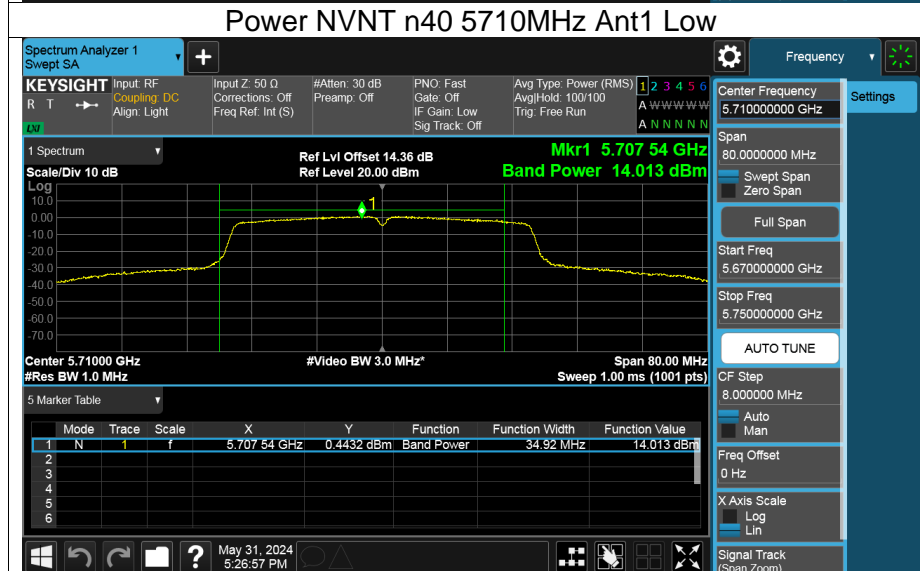 Power NVNT n40 5710MHz Ant1 Low
Spectrum Analyzer 1
Swept SA
+
Frequency
KEYSIGHT Input: RF Input Z: 50 Ω #Atten: 30 dB PNO: Fast Avg Type: Power (RMS) 1 2 3 4 5 6
R T Coupling: DC Corrections: Off Preamp: Off Gate: Off Avg|Hold: 100/100
Align: Light Freq Ref: Int (S) IF Gain: Low Trig: Free Run A W W W W W
LXI Sig Track: Off A N N N N N
Center Frequency
5.710000000 GHz
Settings
Span
80.0000000 MHz
Swept Span
Zero Span
Full Span
Start Freq
5.670000000 GHz
Stop Freq
5.750000000 GHz
AUTO TUNE
CF Step
8.000000 MHz
Auto
Man
Freq Offset
0 Hz
X Axis Scale
Log
Lin
Signal Track
(Span Zoom)
1 Spectrum
Scale/Div 10 dB
Ref Lvl Offset 14.36 dB
Ref Level 20.00 dBm
Mkr1 5.707 54 GHz
Band Power 14.013 dBm
Log
10.0
0.00
-10.0
-20.0
-30.0
-40.0
-50.0
-60.0
-70.0
1
Center 5.71000 GHz #Video BW 3.0 MHz* Span 80.00 MHz
#Res BW 1.0 MHz Sweep 1.00 ms (1001 pts)
5 Marker Table
Mode Trace Scale X Y Function Function Width Function Value
1 N 1 f 5.707 54 GHz 0.4432 dBm Band Power 34.92 MHz 14.013 dBm
2
3
4
5
6
? May 31, 2024
5:26:57 PM